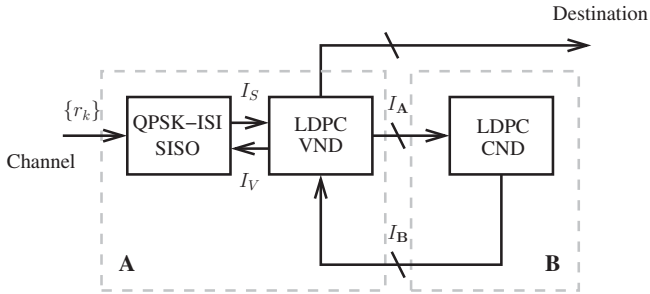 Destination
{r_k}
Channel
QPSK−ISI
SISO
I_S
I_V
LDPC
VND
I_A
LDPC
CND
I_B
A
B